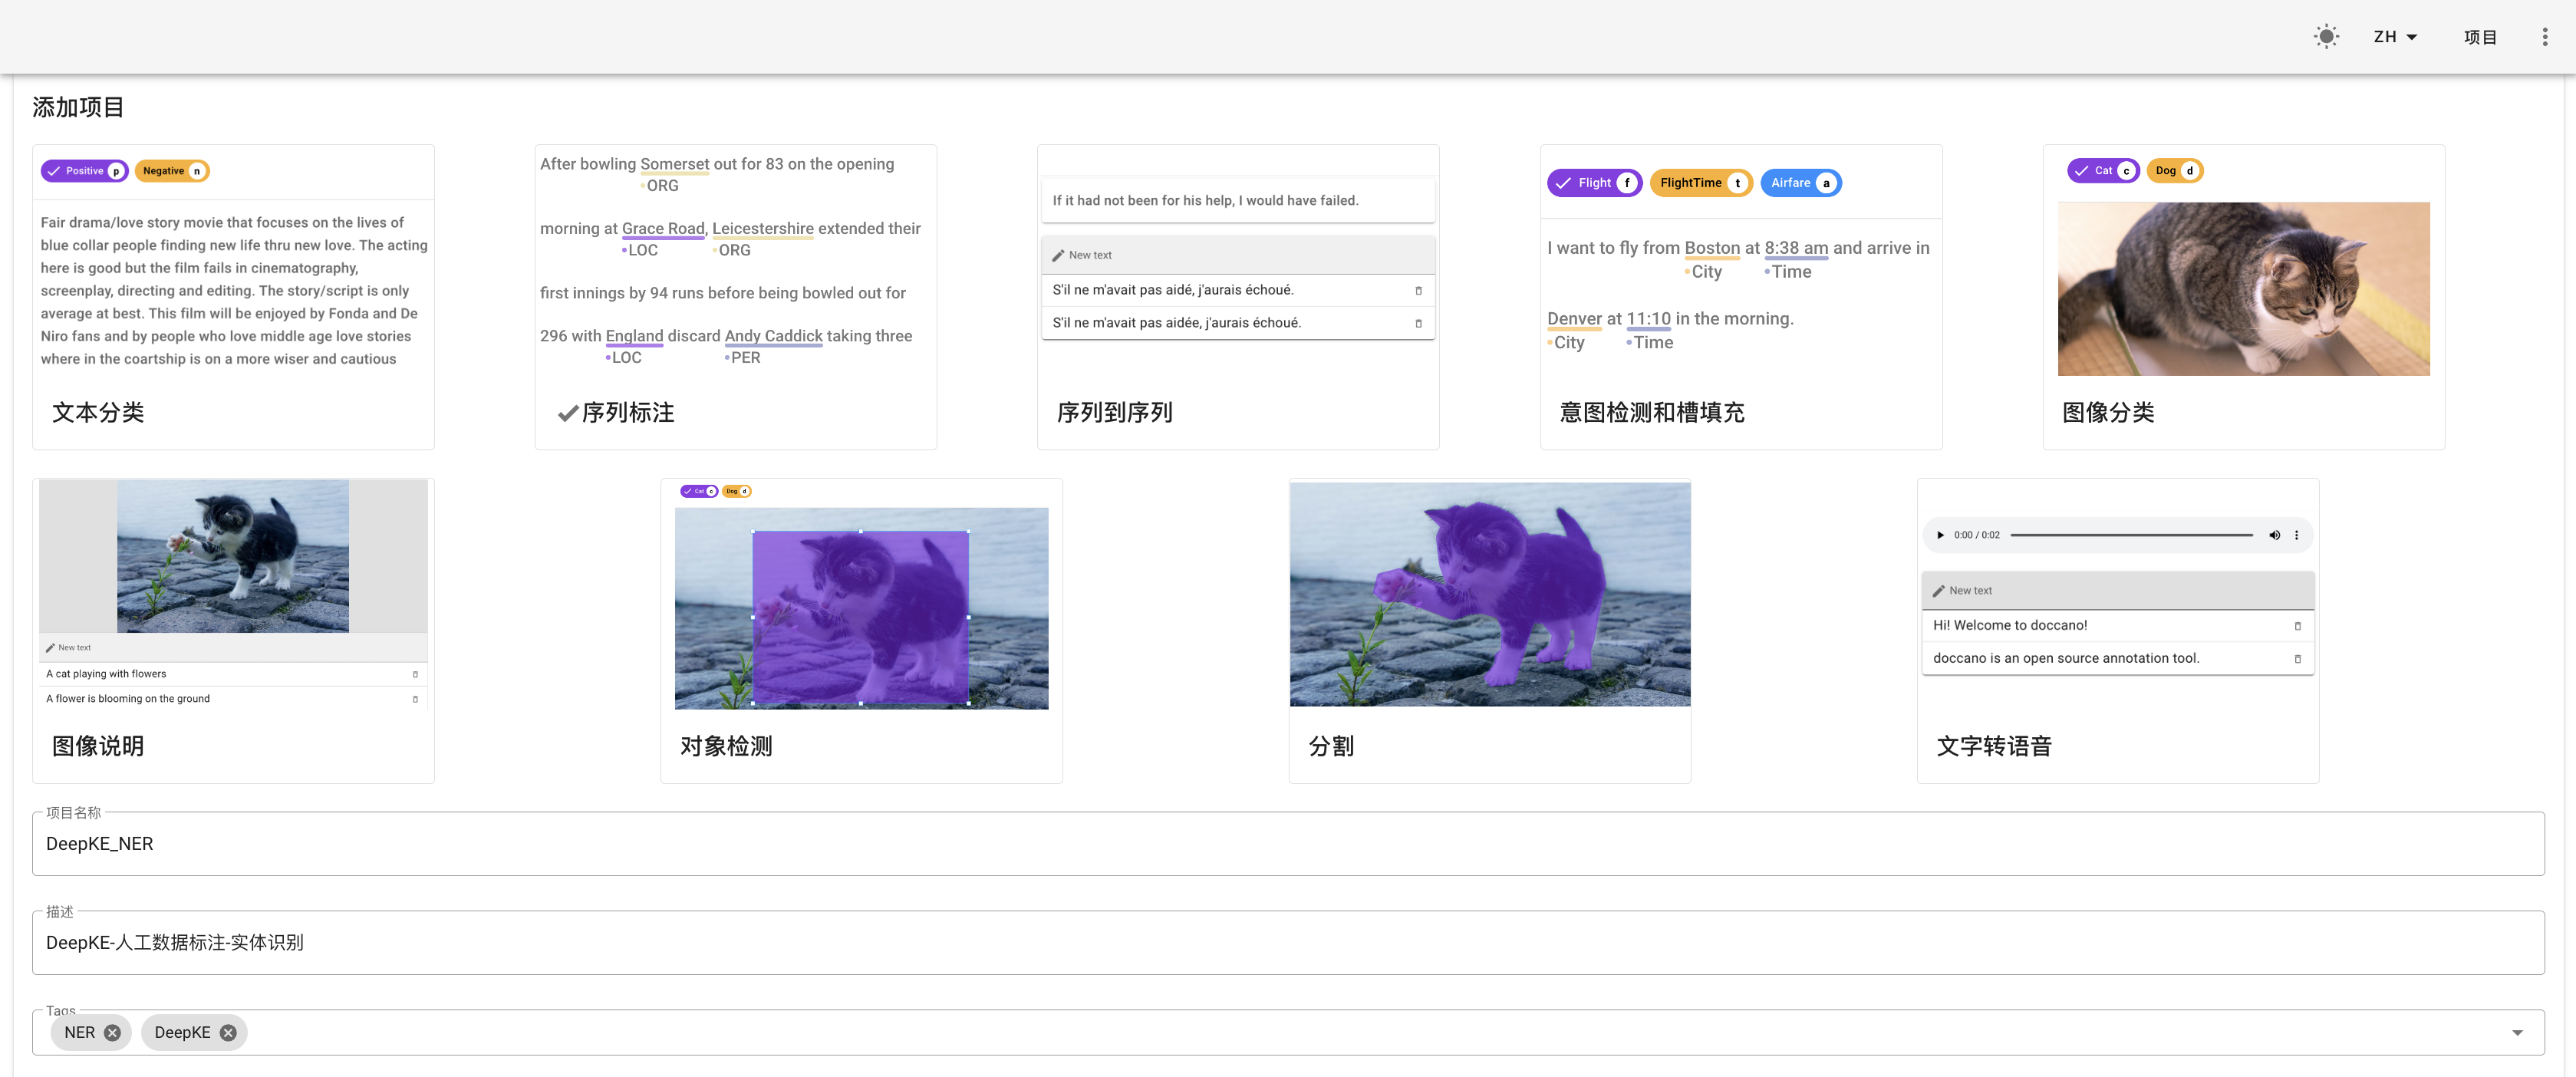 ZH 项目
添加项目
Positive p Negative n
Fair drama/love story movie that focuses on the lives of
blue collar people finding new life thru new love. The acting
here is good but the film fails in cinematography,
screenplay, directing and editing. The story/script is only
average at best. This film will be enjoyed by Fonda and De
Niro fans and by people who love middle age love stories
where in the coartship is on a more wiser and cautious
文本分类
After bowling Somerset out for 83 on the opening
ORG
morning at Grace Road, Leicestershire extended their
LOC ORG
first innings by 94 runs before being bowled out for
296 with England discard Andy Caddick taking three
LOC PER
序列标注
If it had not been for his help, I would have failed.
New text
S'il ne m'avait pas aidé, j'aurais échoué.
S'il ne m'avait pas aidée, j'aurais échoué.
序列到序列
Flight f FlightTime t Airfare a
I want to fly from Boston at 8:38 am and arrive in
City Time
Denver at 11:10 in the morning.
City Time
意图检测和槽填充
Cat c Dog d
图像分类
New text
A cat playing with flowers
A flower is blooming on the ground
图像说明
Cat c Dog d
对象检测
分割
0:00 / 0:02
New text
Hi! Welcome to doccano!
doccano is an open source annotation tool.
文字转语音
项目名称
DeepKE_NER
描述
DeepKE-人工数据标注-实体识别
Tags
NER DeepKE